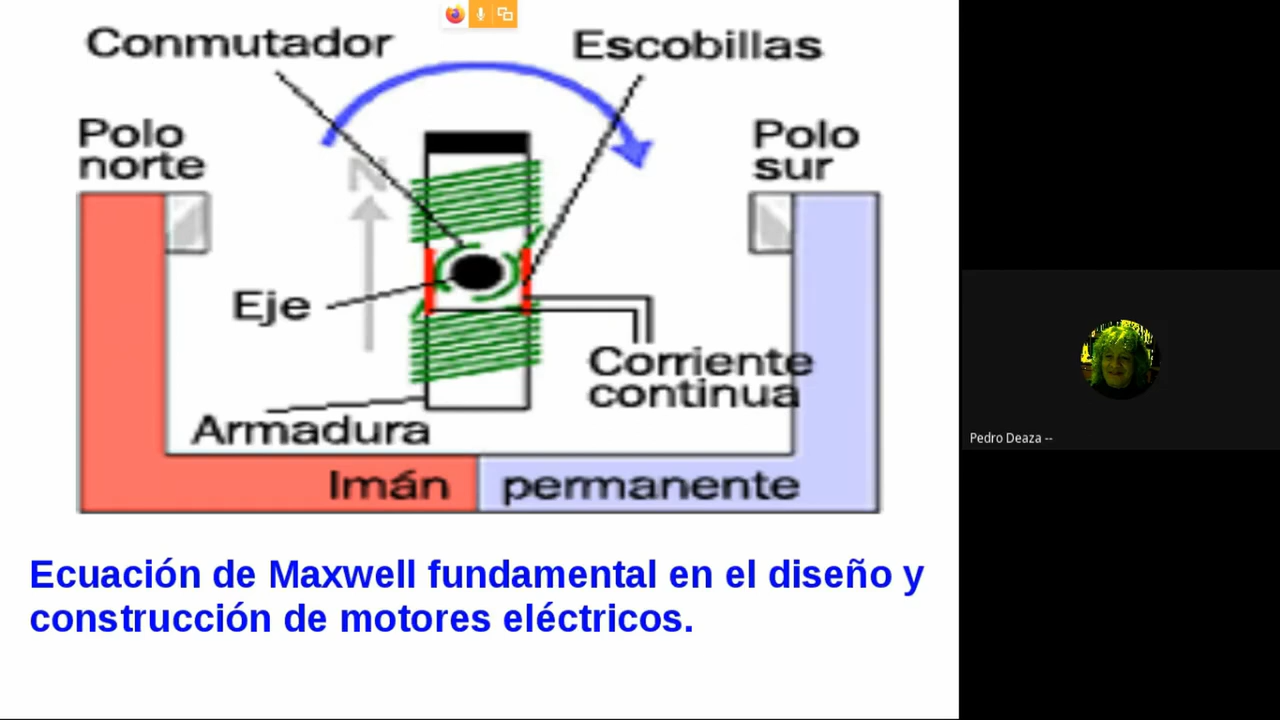 Conmutador
Escobillas
Polo
norte
Polo
sur
N
Eje
Corriente
continua
Armadura
Imán
permanente
Ecuación de Maxwell fundamental en el diseño y
construcción de motores eléctricos.
Pedro Deaza --